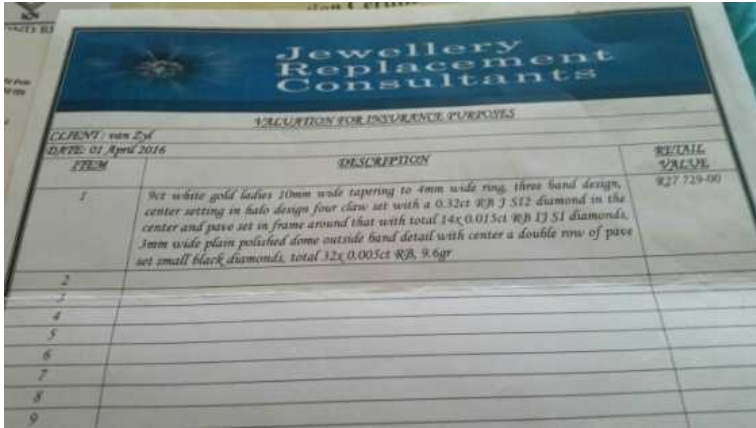 Jewellery
Replacement
Consultants
VALUATION FOR INSURANCE PURPOSES
CLIENT : van Zyl
DATE: 01 April 2016
ITEM DESCRIPTION RETAIL VALUE
1 9ct white gold ladies 10mm wide tapering to 4mm wide ring, three band design, R27 729-00
center setting in halo design four claw set with a 0.32ct RB J SI2 diamond in the
center and pave set in frame around that with total 14x 0.015ct RB IJ SI diamonds,
3mm wide plain polished dome outside band detail with center a double row of pave
set small black diamonds, total 32x 0.005ct RB, 9.6gr
2
3
4
5
6
7
8
9